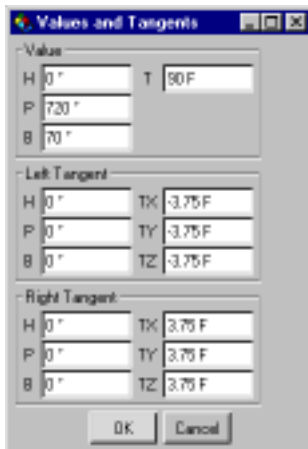 Values and Tangents
Value
H 0 ° T 90 F
P 720 °
B 70 °
Left Tangent
H 0 ° TX -3.75 F
P 0 ° TY -3.75 F
B 0 ° TZ -3.75 F
Right Tangent
H 0 ° TX 3.75 F
P 0 ° TY 3.75 F
B 0 ° TZ 3.75 F
OK Cancel